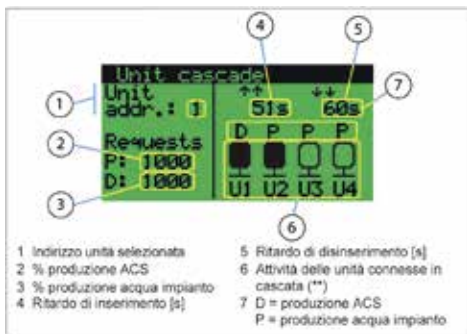 4
5
Unit cascade
7
Unit
addr.: 1
↑↑
↓↓
51s
60s
1
D P P P
2
Requests
P: 1000
D: 1000
3
U1 U2 U3 U4
6
1 Indirizzo unità selezionata
2 % produzione ACS
3 % produzione acqua impianto
4 Ritardo di inserimento [s]
5 Ritardo di disinserimento [s]
6 Attività delle unità connesse in
cascata (**)
7 D = produzione ACS
P = produzione acqua impianto